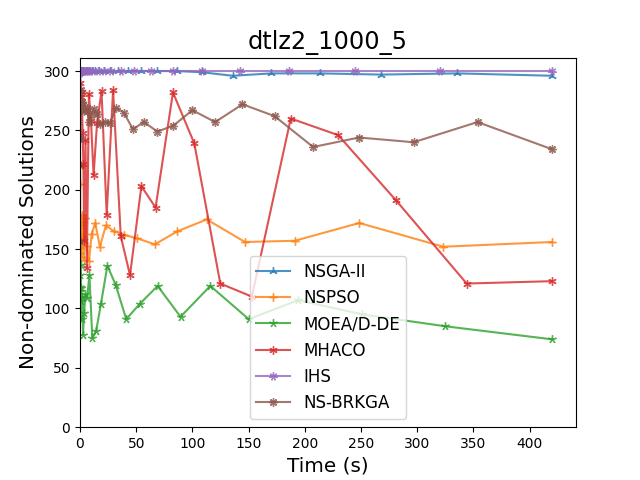 dtlz2_1000_5
Non-dominated Solutions
300
250
200
150
100
50
0
NSGA-II
NSPSO
MOEA/D-DE
MHACO
IHS
NS-BRKGA
0 50 100 150 200 250 300 350 400
Time (s)